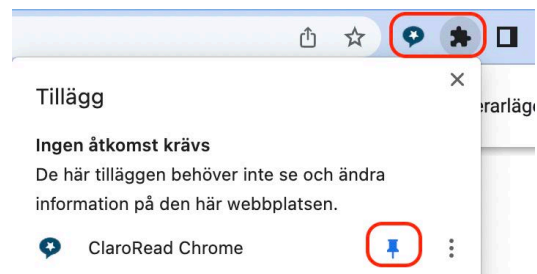 Tillägg
erarläge
Ingen åtkomst krävs
De här tilläggen behöver inte se och ändra
information på den här webbplatsen.
ClaroRead Chrome